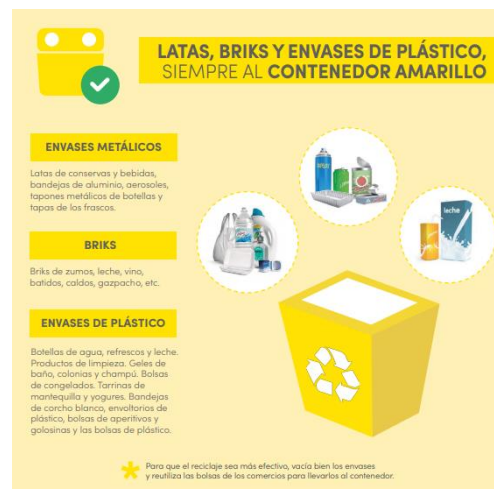 LATAS, BRIKS Y ENVASES DE PLÁSTICO,
SIEMPRE AL CONTENEDOR AMARILLO
ENVASES METÁLICOS
Latas de conservas y bebidas,
bandejas de aluminio, aerosoles,
tapones metálicos de botellas y
tapas de los frascos.
BRIKS
Briks de zumos, leche, vino,
batidos, caldos, gazpacho, etc.
ENVASES DE PLÁSTICO
Botellas de agua, refrescos y leche.
Productos de limpieza. Geles de
baño, colonias y champú. Bolsas
de congelados. Tarrinas de
mantequilla y yogures. Bandejas
de corcho blanco, envoltorios de
plástico, bolsas de aperitivos y
golosinas y las bolsas de plástico.
leche
Para que el reciclaje sea más efectivo, vacía bien los envases
y reutiliza las bolsas de los comercios para llevarlos al contenedor.